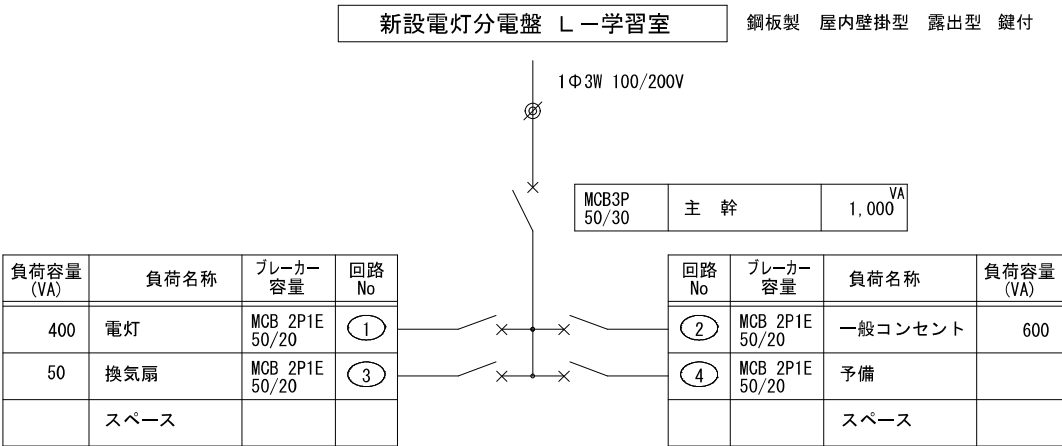 新設電灯分電盤 L－学習室
鋼板製 屋内壁掛型 露出型 鍵付
1Φ3W 100/200V
MCB3P
50/30
主 幹
1,000 VA
負荷容量
(VA)
負荷名称
ブレーカー
容量
回路
No
400
電灯
MCB 2P1E
50/20
1
50
換気扇
MCB 2P1E
50/20
3
スペース
回路
No
ブレーカー
容量
負荷名称
負荷容量
(VA)
2
MCB 2P1E
50/20
一般コンセント
600
4
MCB 2P1E
50/20
予備
スペース